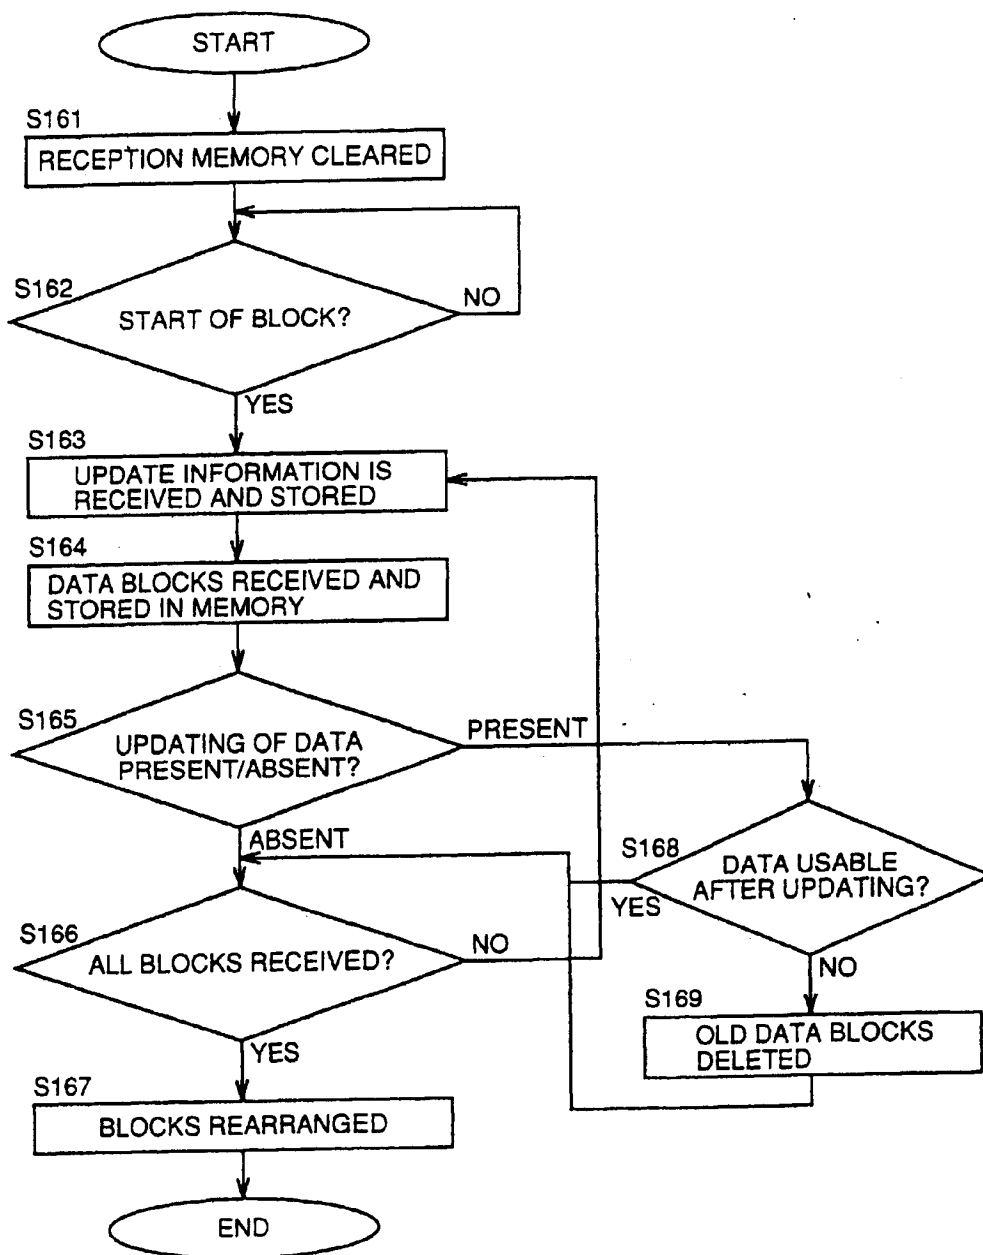 START
S161
RECEPTION MEMORY CLEARED
S162
START OF BLOCK?
NO
YES
S163
UPDATE INFORMATION IS
RECEIVED AND STORED
S164
DATA BLOCKS RECEIVED AND
STORED IN MEMORY
S165
UPDATING OF DATA
PRESENT/ABSENT?
PRESENT
ABSENT
S168
DATA USABLE
AFTER UPDATING?
YES
NO
S166
ALL BLOCKS RECEIVED?
NO
YES
S169
OLD DATA BLOCKS
DELETED
S167
BLOCKS REARRANGED
END